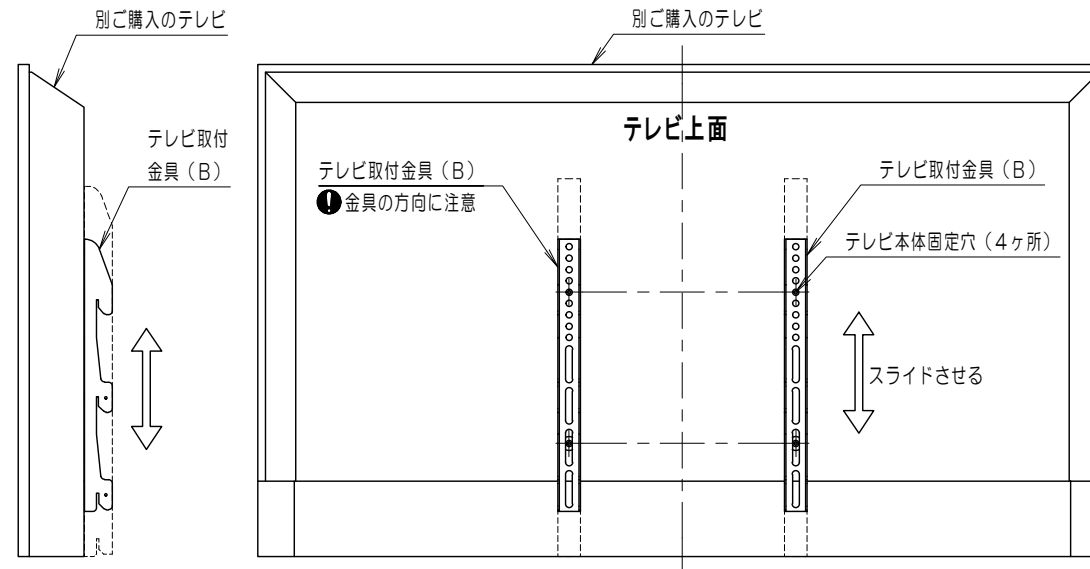 別ご購入のテレビ
テレビ取付
金具（B）
別ご購入のテレビ
テレビ上面
テレビ取付金具（B）
金具の方向に注意
テレビ取付金具（B）
テレビ本体固定穴（4ヶ所）
スライドさせる